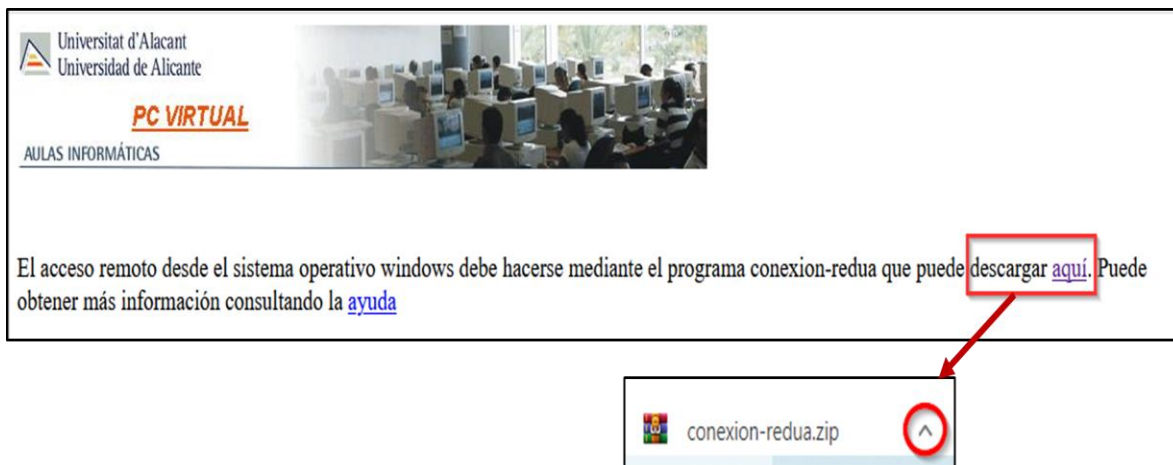 Universitat d'Alacant
Universidad de Alicante
PC VIRTUAL
AULAS INFORMÁTICAS
El acceso remoto desde el sistema operativo windows debe hacerse mediante el programa conexion-redua que puede descargar aquí. Puede
obtener más información consultando la ayuda
conexion-redua.zip